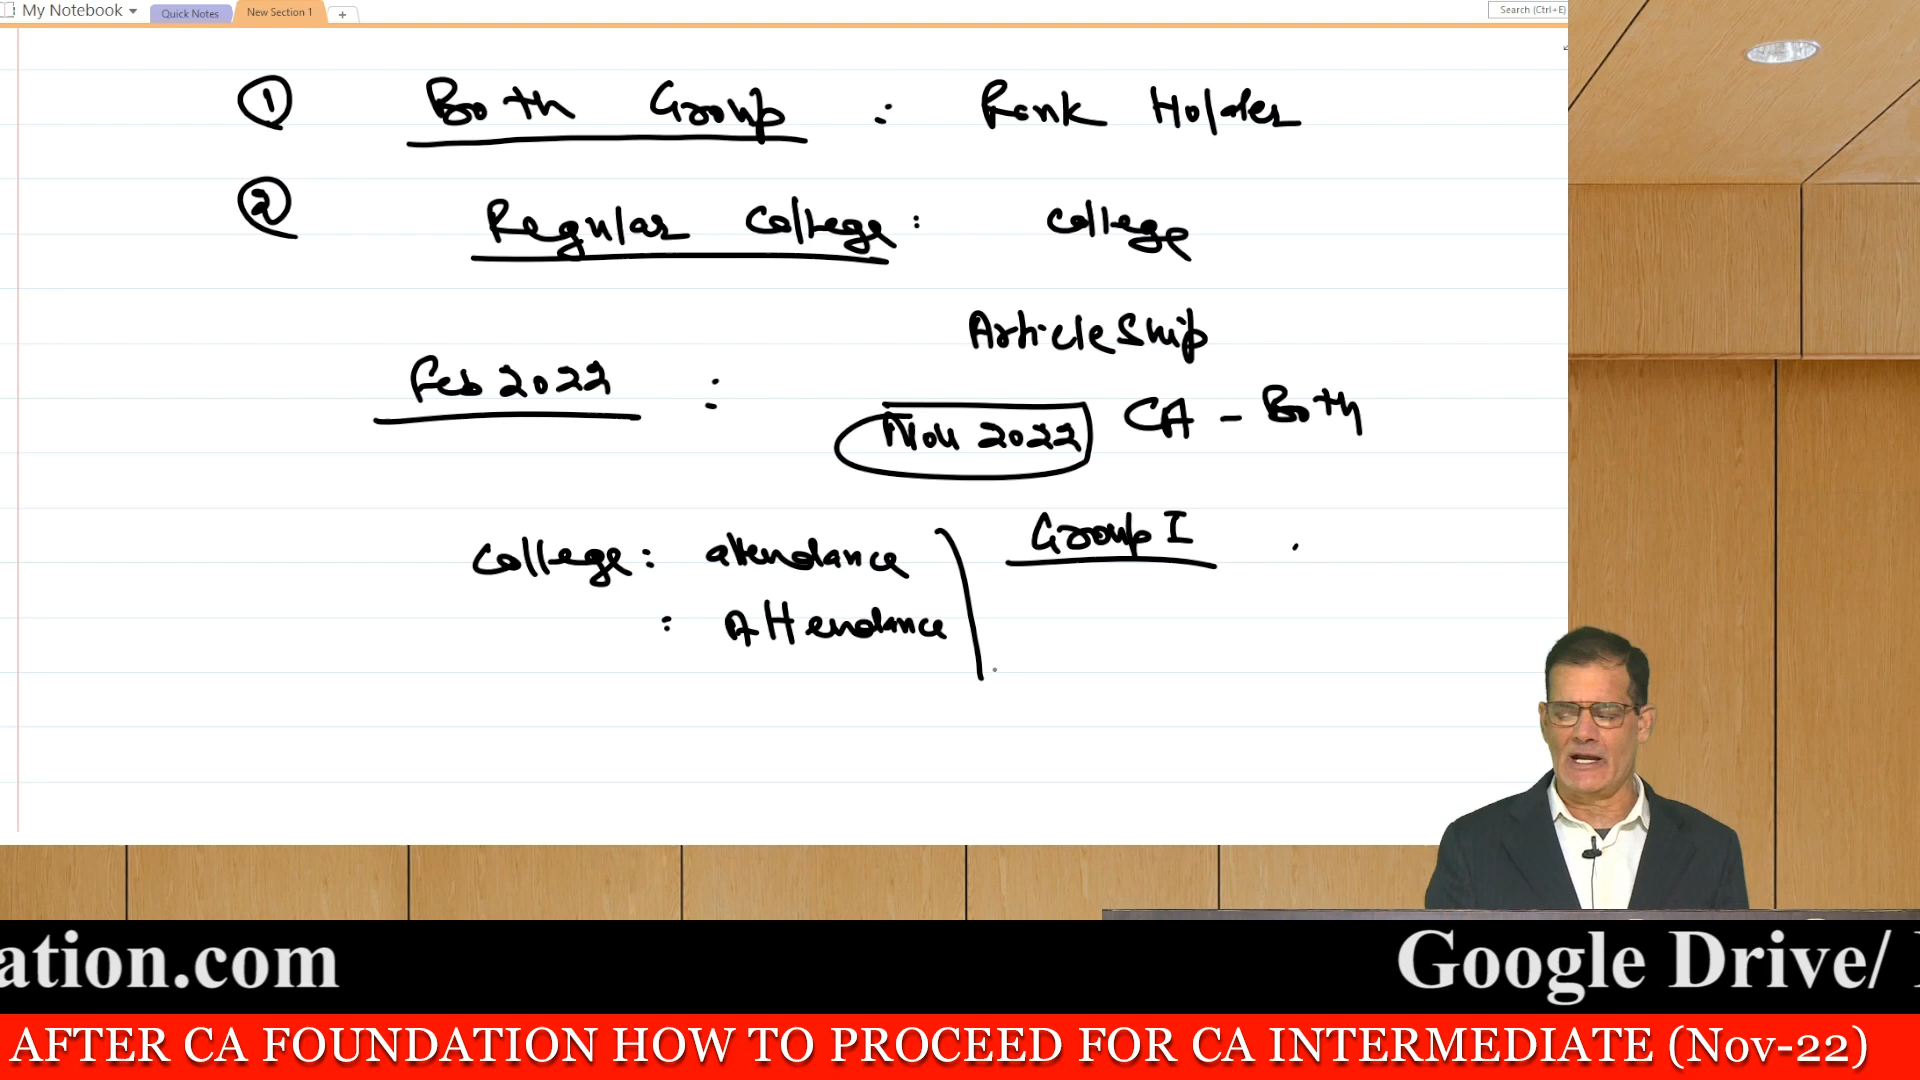 My Notebook
Quick Notes
New Section 1
+
Search (Ctrl+E)
① Both Group : Rank Holder
② Regular College : College
ArticleShip
Feb 2022 :
Nov 2022 CA - Both
College : attendance
Group I
: Attendance
ation.com
Google Drive/
AFTER CA FOUNDATION HOW TO PROCEED FOR CA INTERMEDIATE (Nov-22)